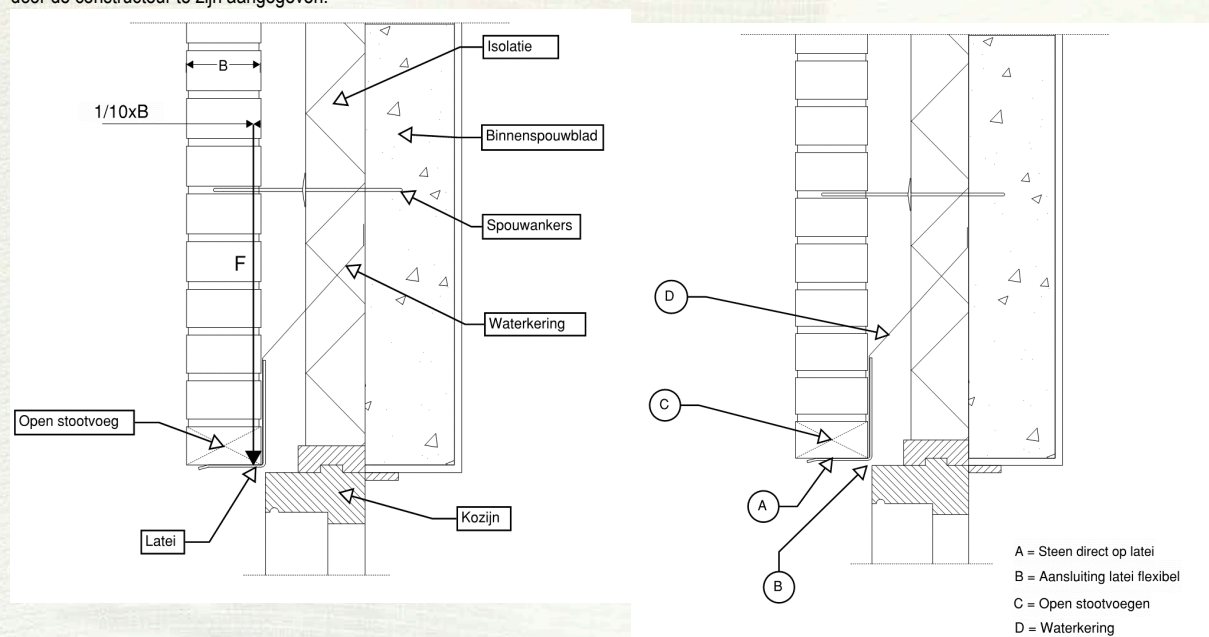 door de constructeur te zijn aangegeven.
Isolatie
B
1/10xB
Binnenspouwblad
Spouwankers
F
Waterkering
Open stootvoeg
Kozijn
Latei
D
C
A
B
A = Steen direct op latei
B = Aansluiting latei flexibel
C = Open stootvoegen
D = Waterkering